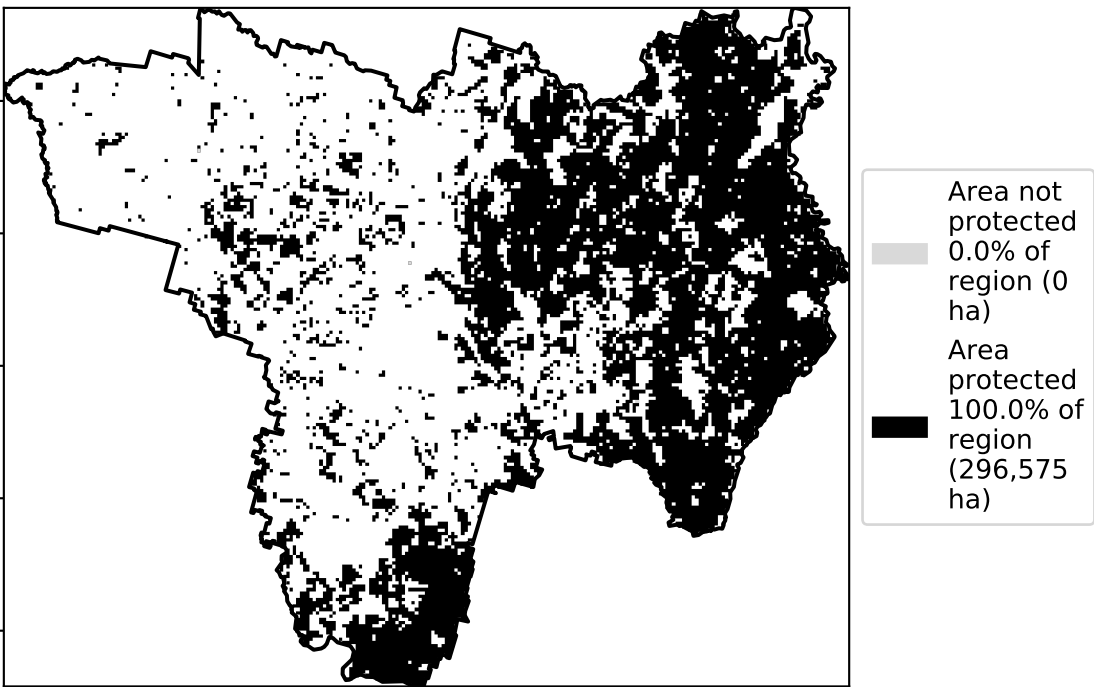 Area not
protected
0.0% of
region (0
ha)
Area
protected
100.0% of
region
(296,575
ha)